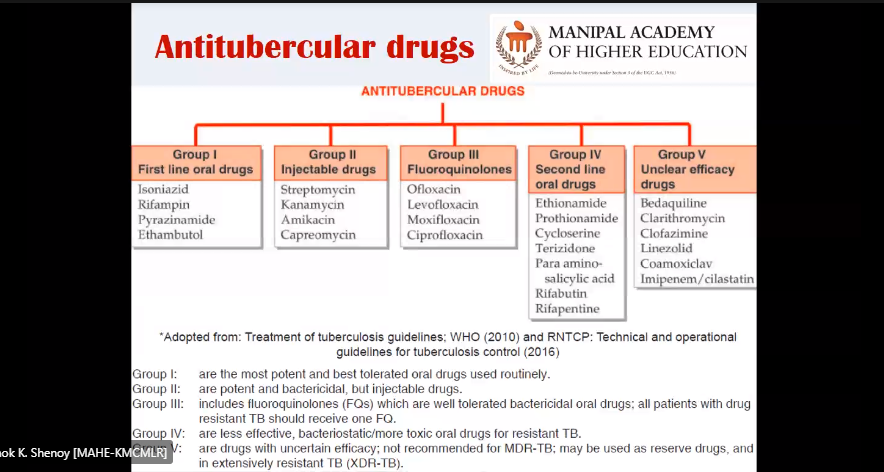 Antitubercular drugs
MANIPAL ACADEMY
OF HIGHER EDUCATION
(Deemed-to-be-University under Section 3 of the UGC Act, 1956)
INSPIRED BY LIFE
ANTITUBERCULAR DRUGS
Group I
First line oral drugs
Isoniazid
Rifampin
Pyrazinamide
Ethambutol
Group II
Injectable drugs
Streptomycin
Kanamycin
Amikacin
Capreomycin
Group III
Fluoroquinolones
Ofloxacin
Levofloxacin
Moxifloxacin
Ciprofloxacin
Group IV
Second line
oral drugs
Ethionamide
Prothionamide
Cycloserine
Terizidone
Para amino-
salicylic acid
Rifabutin
Rifapentine
Group V
Unclear efficacy
drugs
Bedaquiline
Clarithromycin
Clofazimine
Linezolid
Coamoxiclav
Imipenem/cilastatin
*Adopted from: Treatment of tuberculosis guidelines; WHO (2010) and RNTCP: Technical and operational
guidelines for tuberculosis control (2016)
Group I: are the most potent and best tolerated oral drugs used routinely.
Group II: are potent and bactericidal, but injectable drugs.
Group III: includes fluoroquinolones (FQs) which are well tolerated bactericidal oral drugs; all patients with drug
resistant TB should receive one FQ.
Group IV: are less effective, bacteriostatic/more toxic oral drugs for resistant TB.
V: are drugs with uncertain efficacy; not recommended for MDR-TB; may be used as reserve drugs, and
in extensively resistant TB (XDR-TB).
ok K. Shenoy [MAHE-KMCMLR]